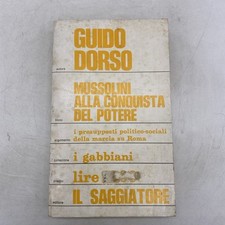 GUIDO
DORSO
MUSSOLINI
ALLA CONQUISTA
DEL POTERE
i presupposti politico-sociali
della marcia su Roma
i gabbiani
lire
IL SAGGIATORE